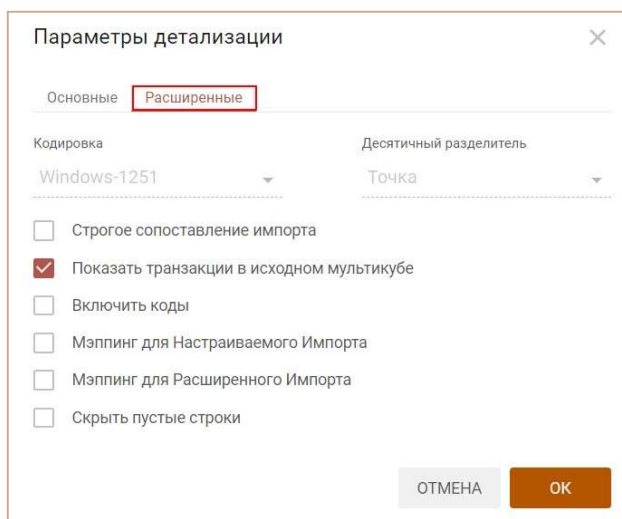 Параметры детализации
Основные Расширенные
Кодировка Десятичный разделитель
Windows-1251 Точка
Строгое сопоставление импорта
Показать транзакции в исходном мультикубе
Включить коды
Мэппинг для Настраиваемого Импорта
Мэппинг для Расширенного Импорта
Скрыть пустые строки
ОТМЕНА ОК